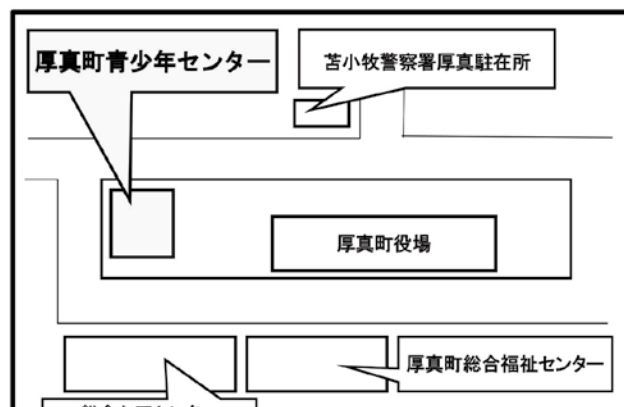 厚真町青少年センター
苫小牧警察署厚真駐在所
厚真町役場
厚真町総合福祉センター